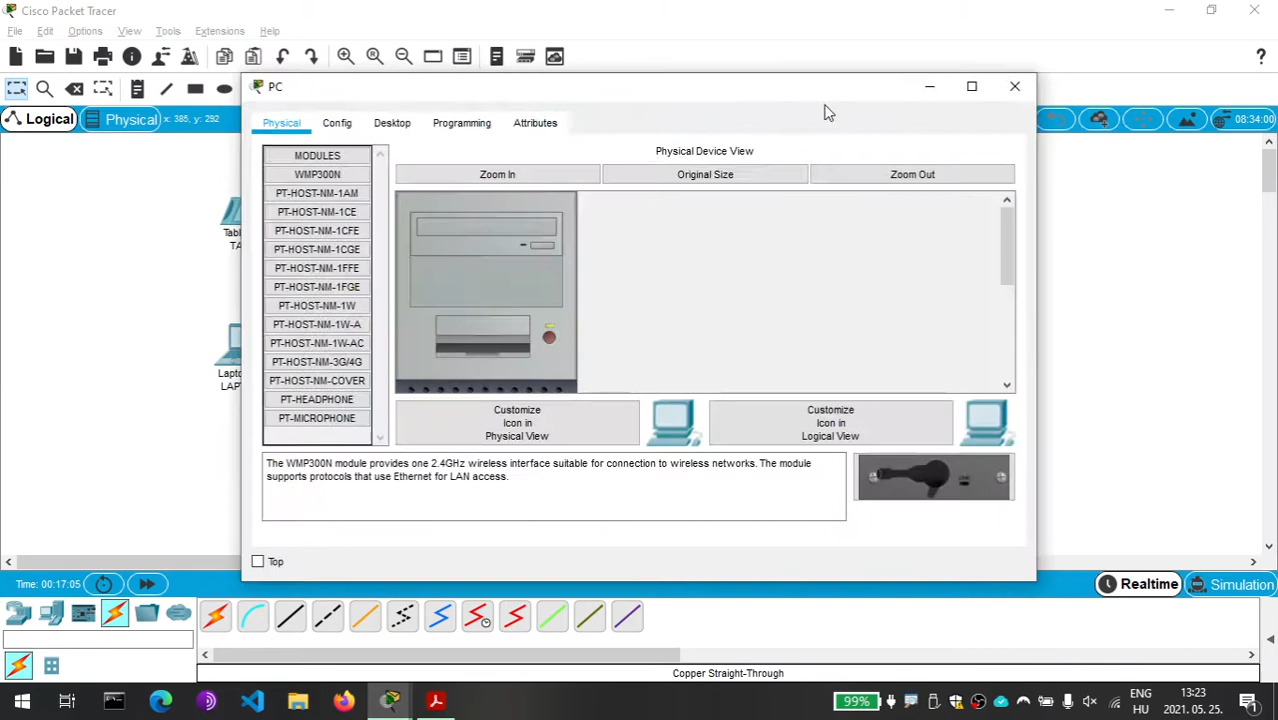 Cisco Packet Tracer
File Edit Options View Tools Extensions Help
Logical Physical x: 385, y: 292 08:34:00
PC
Physical Config Desktop Programming Attributes
MODULES
WMP300N
PT-HOST-NM-1AM
PT-HOST-NM-1CE
PT-HOST-NM-1CFE
PT-HOST-NM-1CGE
PT-HOST-NM-1FFE
PT-HOST-NM-1FGE
PT-HOST-NM-1W
PT-HOST-NM-1W-A
PT-HOST-NM-1W-AC
PT-HOST-NM-3G/4G
PT-HOST-NM-COVER
PT-HEADPHONE
PT-MICROPHONE
Physical Device View
Zoom In Original Size Zoom Out
Customize
Icon in
Physical View
Customize
Icon in
Logical View
The WMP300N module provides one 2.4GHz wireless interface suitable for connection to wireless networks. The module
supports protocols that use Ethernet for LAN access.
Top
Tabl
TA
Lapto
LAPT
Time: 00:17:05 Realtime Simulation
Copper Straight-Through
99% ENG 13:23
HU 2021. 05. 25. 1